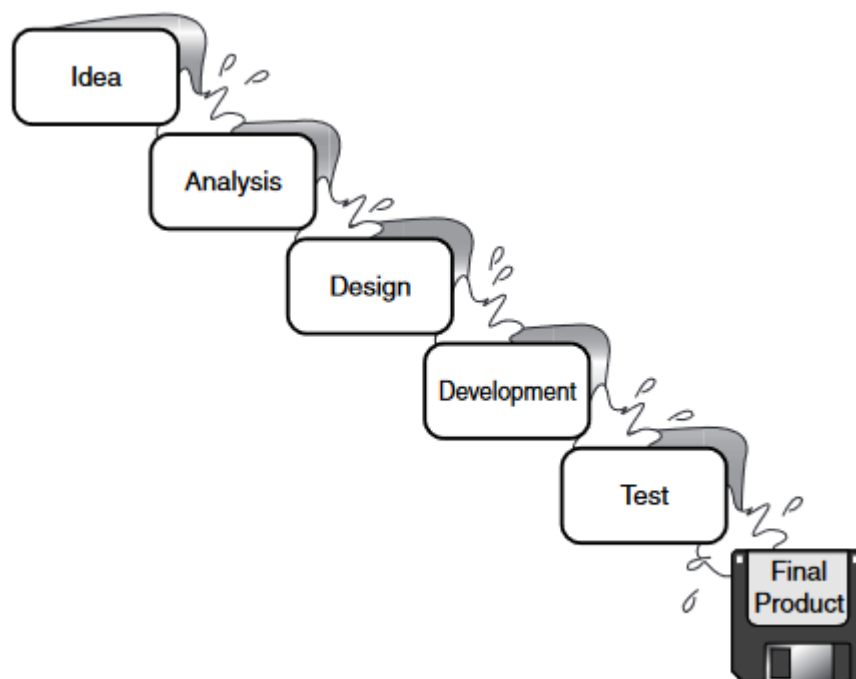 Idea
Analysis
Design
Development
Test
Final
Product